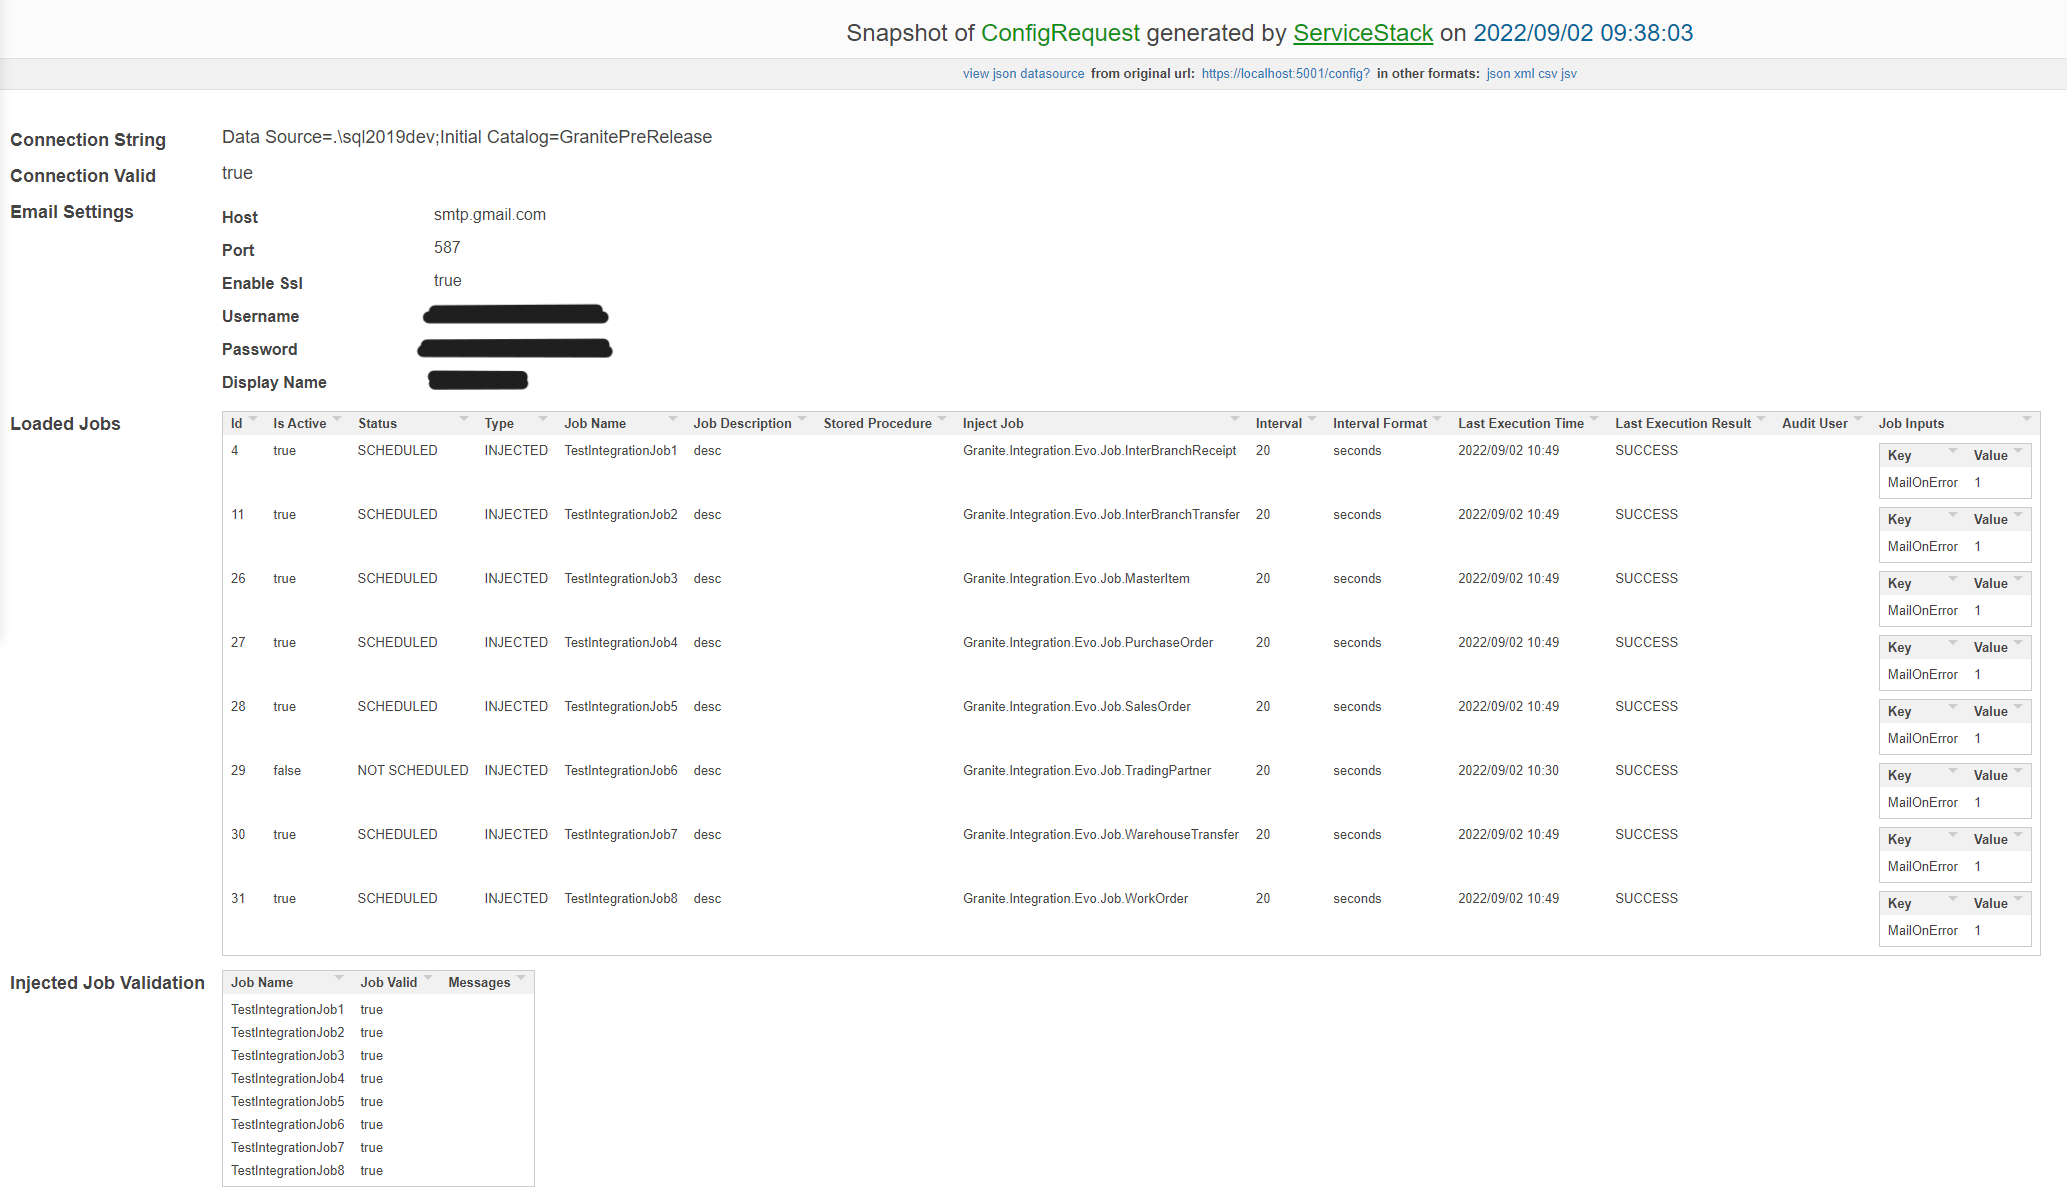 Snapshot of ConfigRequest generated by ServiceStack on 2022/09/02 09:38:03
view json datasource from original url: https://localhost:5001/config? in other formats: json xml csv jsv
Connection String Data Source=.\sql2019dev;Initial Catalog=GranitePreRelease
Connection Valid true
Email Settings
Host smtp.gmail.com
Port 587
Enable Ssl true
Username
Password
Display Name
Loaded Jobs
Id Is Active Status Type Job Name Job Description Stored Procedure Inject Job Interval Interval Format Last Execution Time Last Execution Result Audit User Job Inputs
4 true SCHEDULED INJECTED TestIntegrationJob1 desc Granite.Integration.Evo.Job.InterBranchReceipt 20 seconds 2022/09/02 10:49 SUCCESS
Key Value
MailOnError 1
11 true SCHEDULED INJECTED TestIntegrationJob2 desc Granite.Integration.Evo.Job.InterBranchTransfer 20 seconds 2022/09/02 10:49 SUCCESS
Key Value
MailOnError 1
26 true SCHEDULED INJECTED TestIntegrationJob3 desc Granite.Integration.Evo.Job.MasterItem 20 seconds 2022/09/02 10:49 SUCCESS
Key Value
MailOnError 1
27 true SCHEDULED INJECTED TestIntegrationJob4 desc Granite.Integration.Evo.Job.PurchaseOrder 20 seconds 2022/09/02 10:49 SUCCESS
Key Value
MailOnError 1
28 true SCHEDULED INJECTED TestIntegrationJob5 desc Granite.Integration.Evo.Job.SalesOrder 20 seconds 2022/09/02 10:49 SUCCESS
Key Value
MailOnError 1
29 false NOT SCHEDULED INJECTED TestIntegrationJob6 desc Granite.Integration.Evo.Job.TradingPartner 20 seconds 2022/09/02 10:30 SUCCESS
Key Value
MailOnError 1
30 true SCHEDULED INJECTED TestIntegrationJob7 desc Granite.Integration.Evo.Job.WarehouseTransfer 20 seconds 2022/09/02 10:49 SUCCESS
Key Value
MailOnError 1
31 true SCHEDULED INJECTED TestIntegrationJob8 desc Granite.Integration.Evo.Job.WorkOrder 20 seconds 2022/09/02 10:49 SUCCESS
Key Value
MailOnError 1
Injected Job Validation
Job Name Job Valid Messages
TestIntegrationJob1 true
TestIntegrationJob2 true
TestIntegrationJob3 true
TestIntegrationJob4 true
TestIntegrationJob5 true
TestIntegrationJob6 true
TestIntegrationJob7 true
TestIntegrationJob8 true